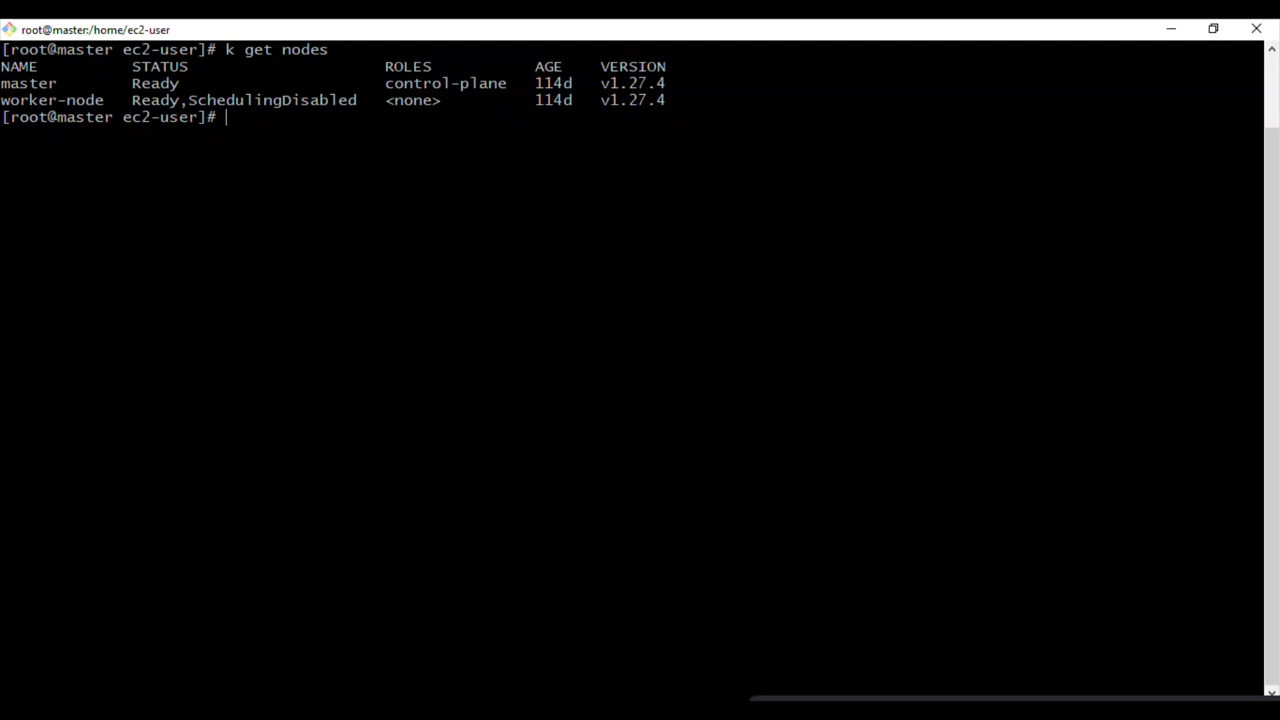 root@master:/home/ec2-user
[root@master ec2-user]# k get nodes
NAME STATUS ROLES AGE VERSION
master Ready control-plane 114d v1.27.4
worker-node Ready,SchedulingDisabled <none> 114d v1.27.4
[root@master ec2-user]#